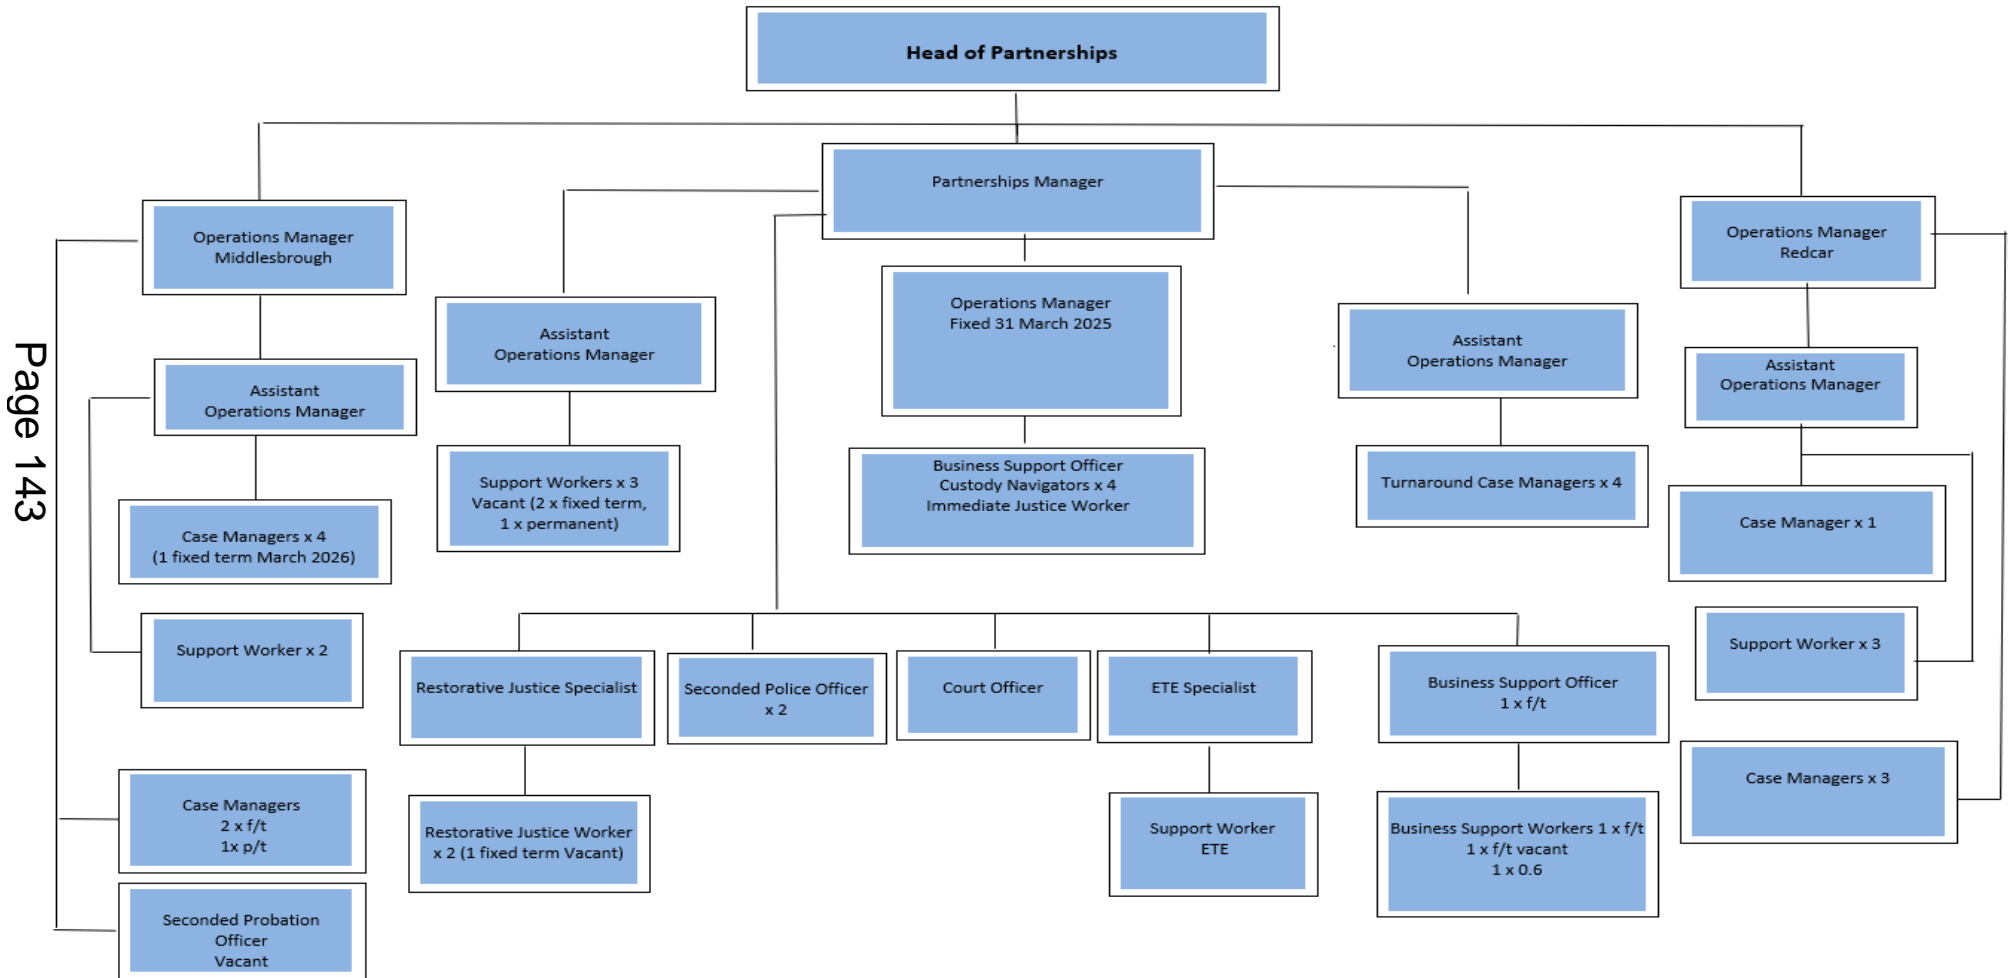 Head of Partnerships
Partnerships Manager
Operations Manager
Middlesbrough
Operations Manager
Redcar
Assistant
Operations Manager
Operations Manager
Fixed 31 March 2025
Assistant
Operations Manager
Assistant
Operations Manager
Assistant
Operations Manager
Support Workers x 3
Vacant (2 x fixed term,
1 x permanent)
Business Support Officer
Custody Navigators x 4
Immediate Justice Worker
Turnaround Case Managers x 4
Case Managers x 4
(1 fixed term March 2026)
Case Manager x 1
Support Worker x 2
Support Worker x 3
Restorative Justice Specialist
Seconded Police Officer
x 2
Court Officer
ETE Specialist
Business Support Officer
1 x f/t
Case Managers x 3
Case Managers
2 x f/t
1x p/t
Restorative Justice Worker
x 2 (1 fixed term Vacant)
Support Worker
ETE
Business Support Workers 1 x f/t
1 x f/t vacant
1 x 0.6
Seconded Probation
Officer
Vacant
Page 143